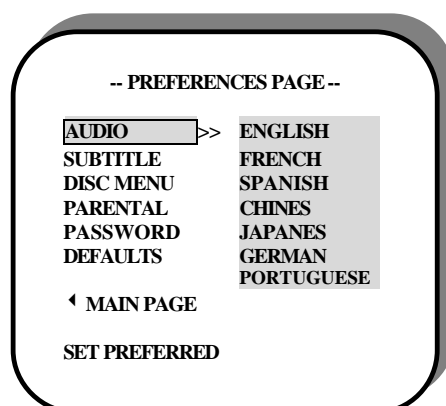 -- PREFERENCES PAGE --
AUDIO >> ENGLISH
SUBTITLE FRENCH
DISC MENU SPANISH
PARENTAL CHINES
PASSWORD JAPANES
DEFAULTS GERMAN
PORTUGUESE
MAIN PAGE
SET PREFERRED